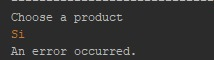 Choose a product
Si
An error occurred.